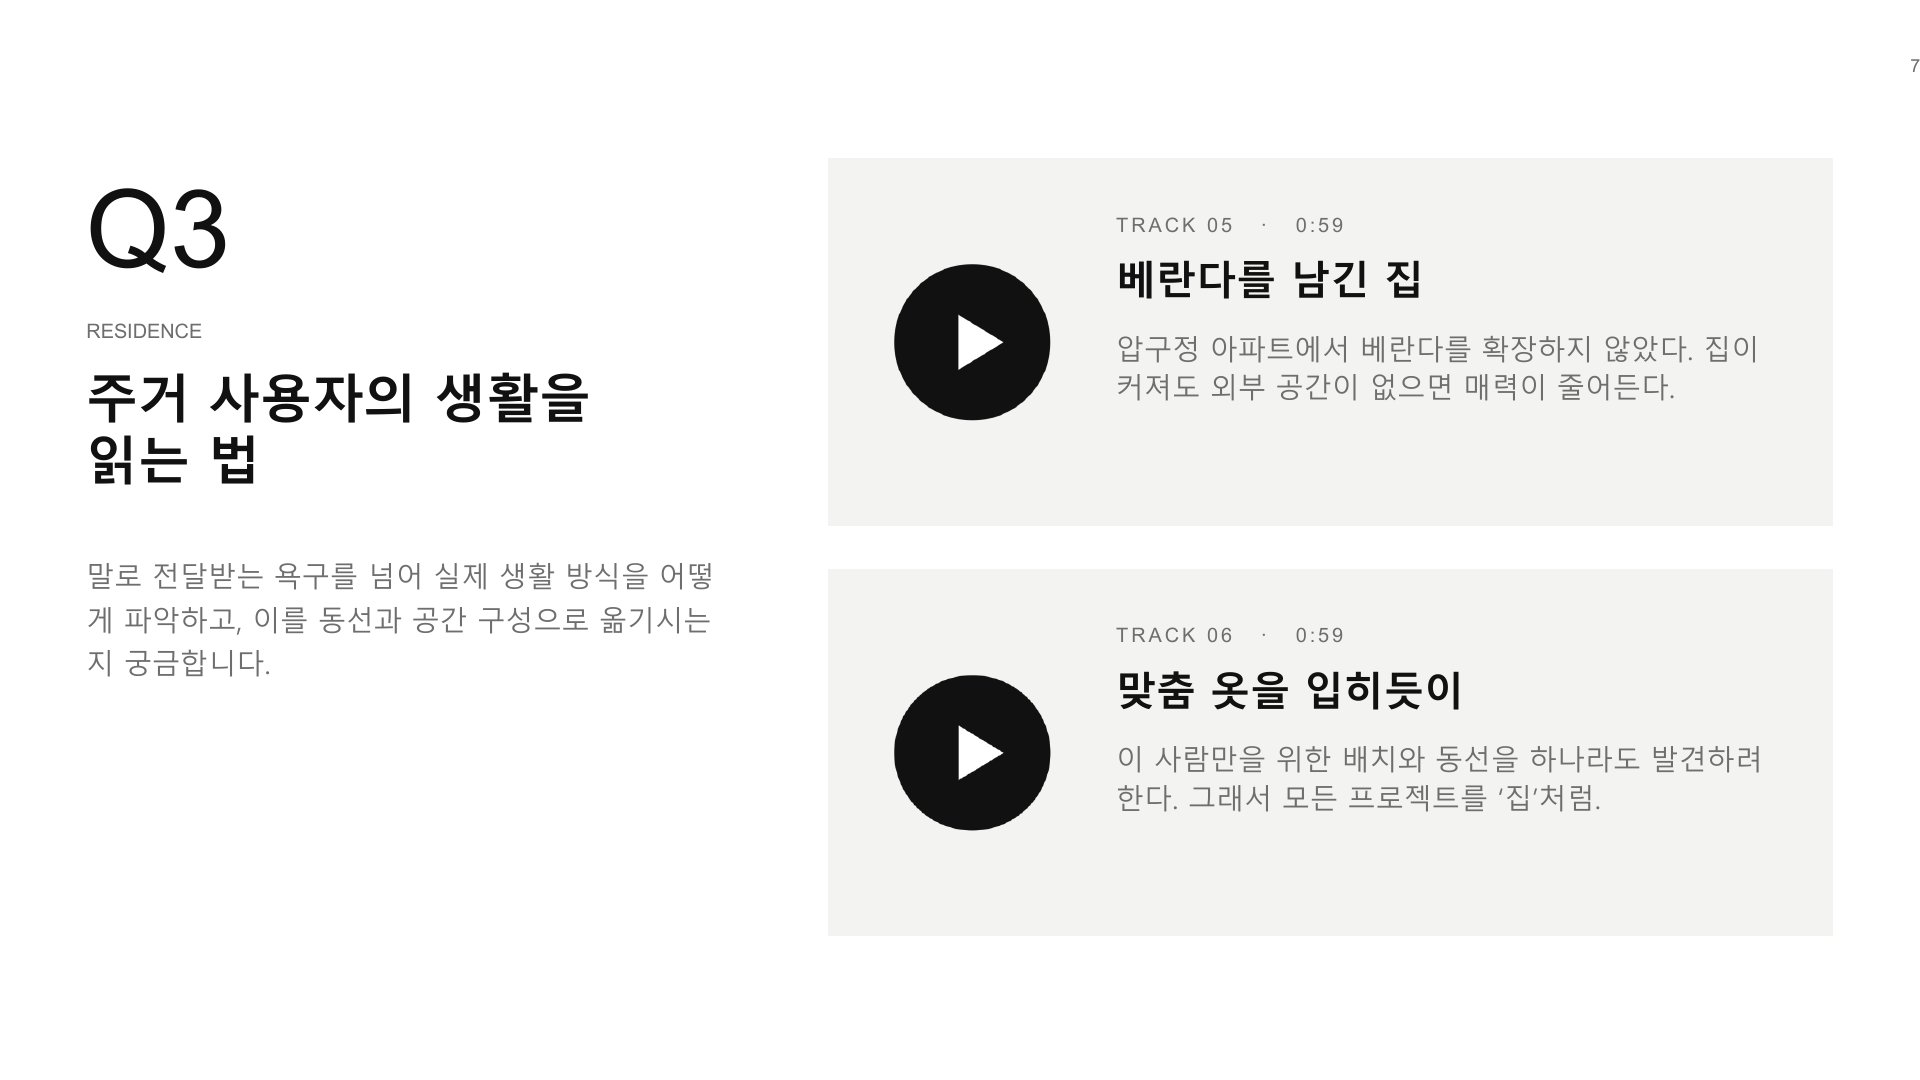 7
Q3
RESIDENCE
주거 사용자의 생활을
읽는 법
말로 전달받는 욕구를 넘어 실제 생활 방식을 어떻
게 파악하고, 이를 동선과 공간 구성으로 옮기시는
지 궁금합니다.
TRACK 05 · 0:59
베란다를 남긴 집
압구정 아파트에서 베란다를 확장하지 않았다. 집이
커져도 외부 공간이 없으면 매력이 줄어든다.
TRACK 06 · 0:59
맞춤 옷을 입히듯이
이 사람만을 위한 배치와 동선을 하나라도 발견하려
한다. 그래서 모든 프로젝트를 ‘집’처럼.